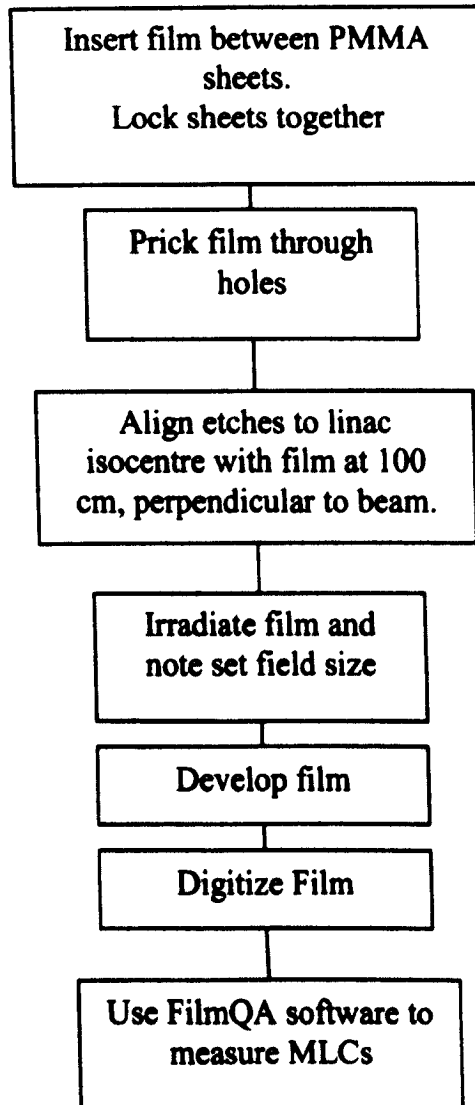 Insert film between PMMA
sheets.
Lock sheets together
Prick film through
holes
Align etches to linac
isocentre with film at 100
cm, perpendicular to beam.
Irradiate film and
note set field size
Develop film
Digitize Film
Use FilmQA software to
measure MLCs